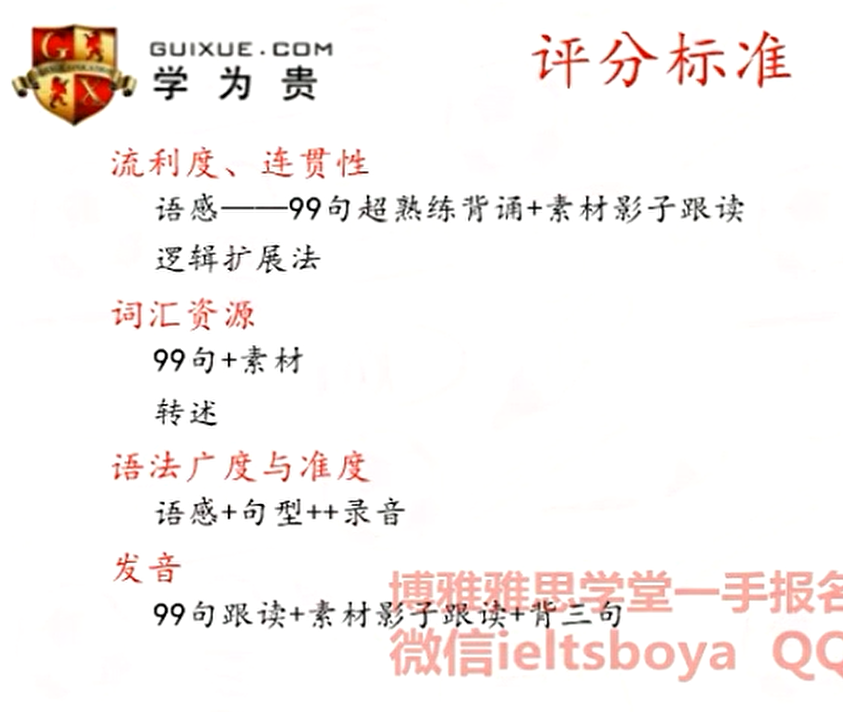 GUIXUE.COM
学为贵
评分标准
流利度、连贯性
语感——99句超熟练背诵+素材影子跟读
逻辑扩展法
词汇资源
99句+素材
转述
语法广度与准度
语感+句型++录音
发音
99句跟读+素材影子跟读+背三句
博雅雅思学堂一手报名
微信ieltsboya QQ